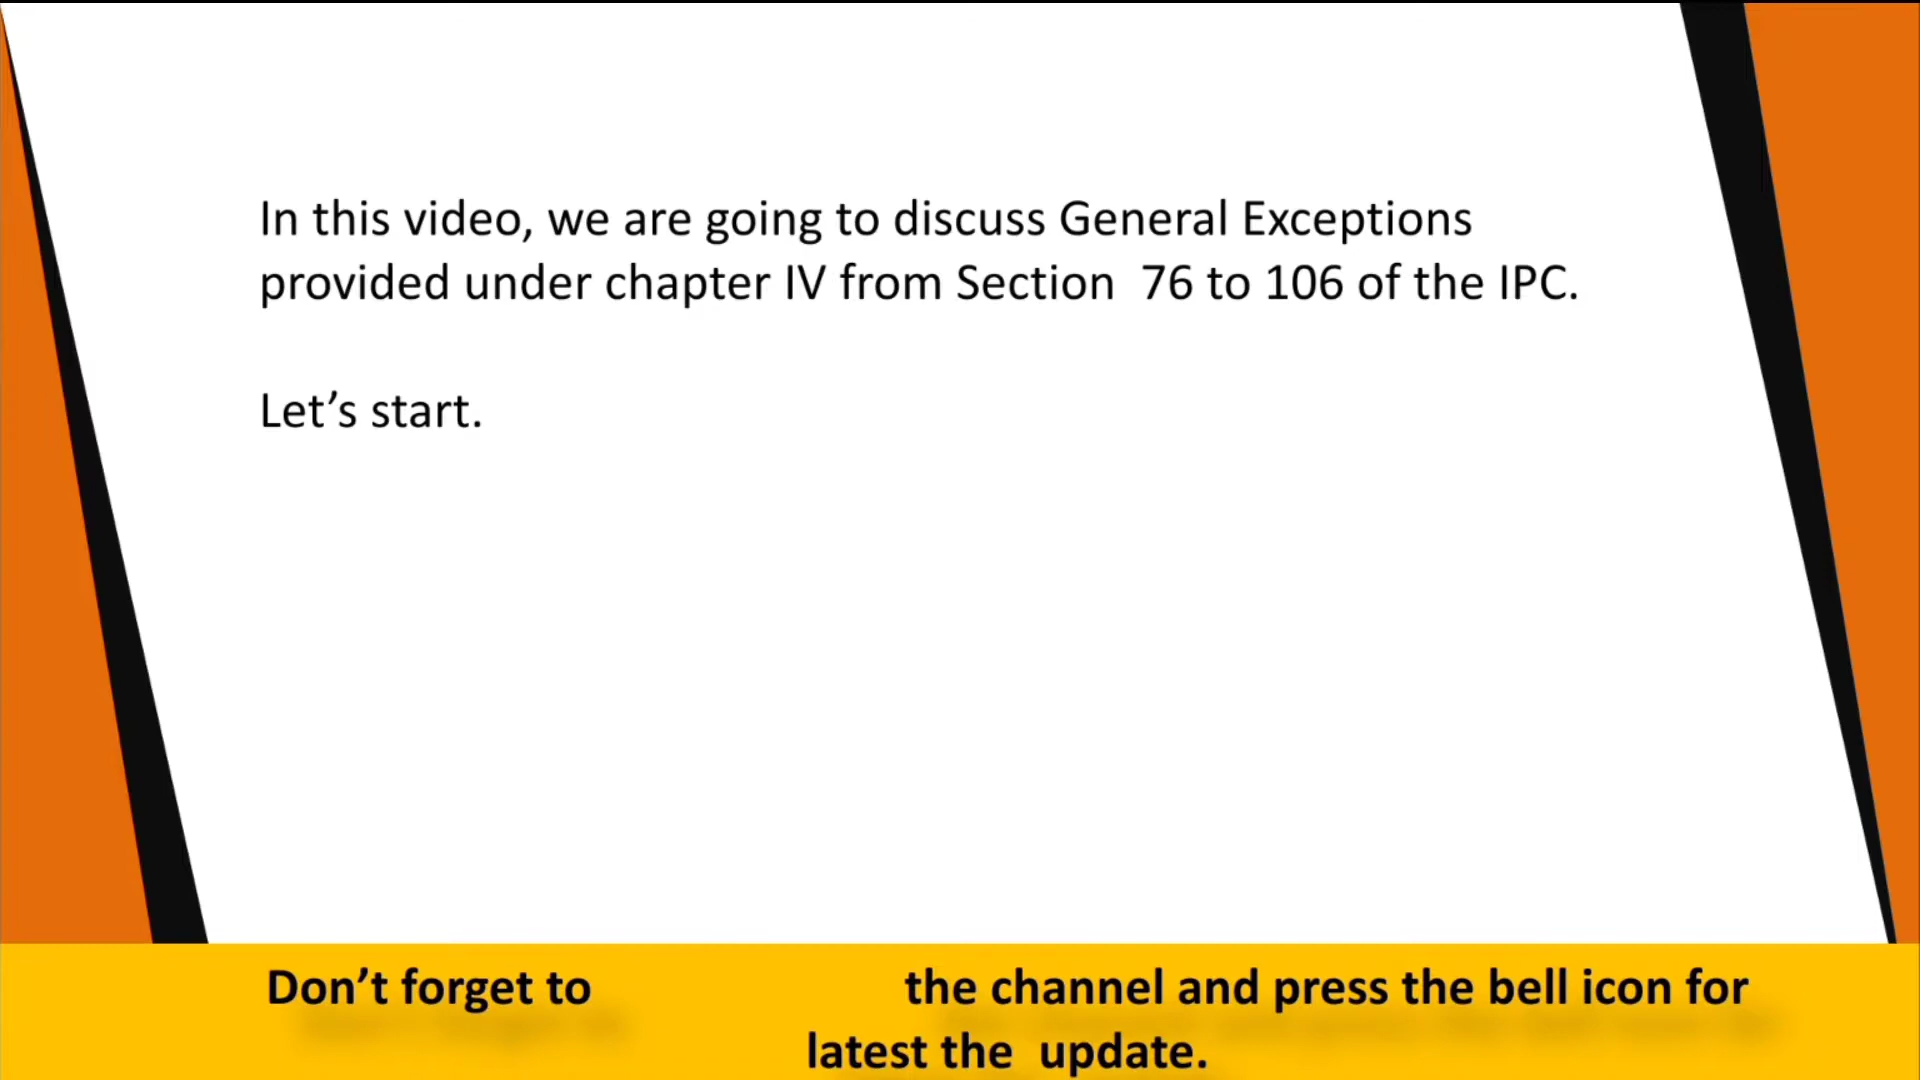 In this video, we are going to discuss General Exceptions
provided under chapter IV from Section 76 to 106 of the IPC.
Let’s start.
Don’t forget to the channel and press the bell icon for
latest the update.